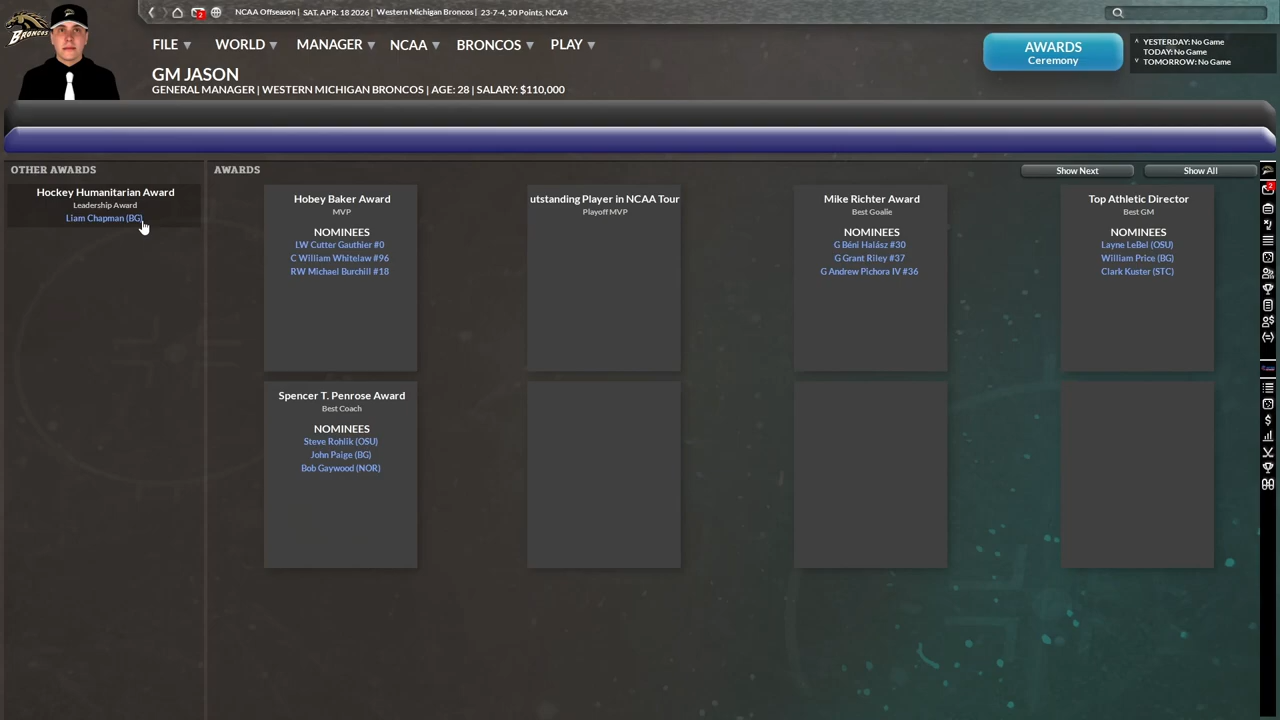 BRONCOS
NCAA Offseason | SAT. APR. 18 2026 | Western Michigan Broncos | 23-7-4, 50 Points, NCAA
2
FILE WORLD MANAGER NCAA BRONCOS PLAY
AWARDS
Ceremony
YESTERDAY: No Game
TODAY: No Game
TOMORROW: No Game
GM JASON
GENERAL MANAGER | WESTERN MICHIGAN BRONCOS | AGE: 28 | SALARY: $110,000
OTHER AWARDS
Hockey Humanitarian Award
Leadership Award
Liam Chapman (BG)
AWARDS
Show Next
Show All
Hobey Baker Award
MVP
NOMINEES
LW Cutter Gauthier #0
C William Whitelaw #96
RW Michael Burchill #18
utstanding Player in NCAA Tour
Playoff MVP
Mike Richter Award
Best Goalie
NOMINEES
G Béni Halász #30
G Grant Riley #37
G Andrew Pichora IV #36
Top Athletic Director
Best GM
NOMINEES
Layne LeBel (OSU)
William Price (BG)
Clark Kuster (STC)
Spencer T. Penrose Award
Best Coach
NOMINEES
Steve Rohlik (OSU)
John Paige (BG)
Bob Gaywood (NOR)
2